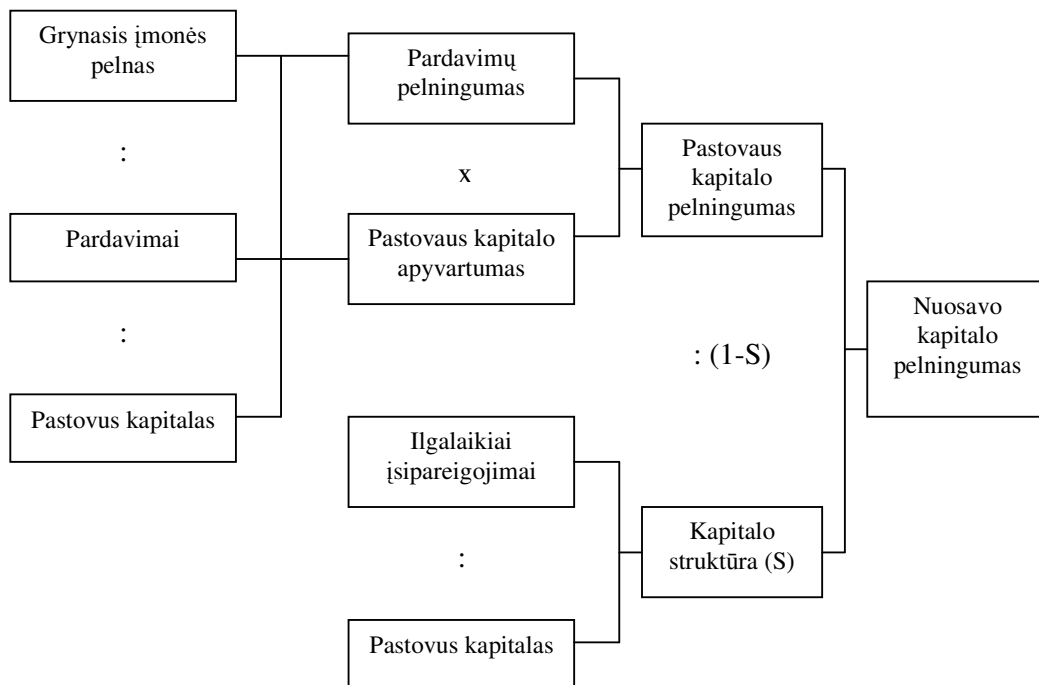 Grynasis įmonės
pelnas
:
Pardavimai
:
Pastovus kapitalas
Pardavimų
pelningumas
x
Pastovaus kapitalo
apyvartumas
Ilgalaikiai
įsipareigojimai
:
Pastovus kapitalas
Pastovaus
kapitalo
pelningumas
: (1-S)
Kapitalo
struktūra (S)
Nuosavo
kapitalo
pelningumas